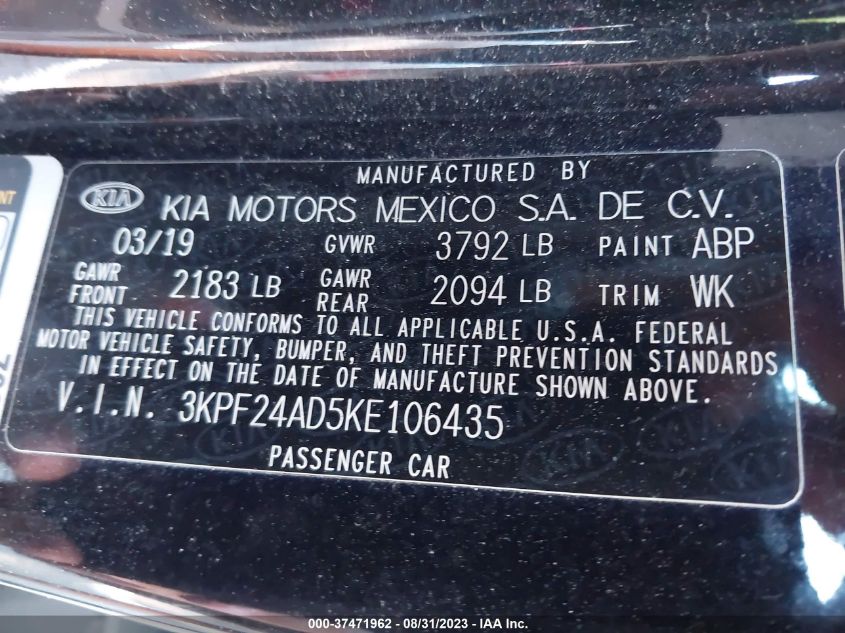 MANUFACTURED BY
KIA KIA MOTORS MEXICO S.A. DE C.V.
03/19 GVWR 3792 LB PAINT ABP
GAWR FRONT 2183 LB GAWR REAR 2094 LB TRIM WK
THIS VEHICLE CONFORMS TO ALL APPLICABLE U.S.A. FEDERAL
MOTOR VEHICLE SAFETY, BUMPER, AND THEFT PREVENTION STANDARDS
IN EFFECT ON THE DATE OF MANUFACTURE SHOWN ABOVE.
V.I.N. 3KPF24AD5KE106435
PASSENGER CAR
000-37471962 - 08/31/2023 - IAA Inc.